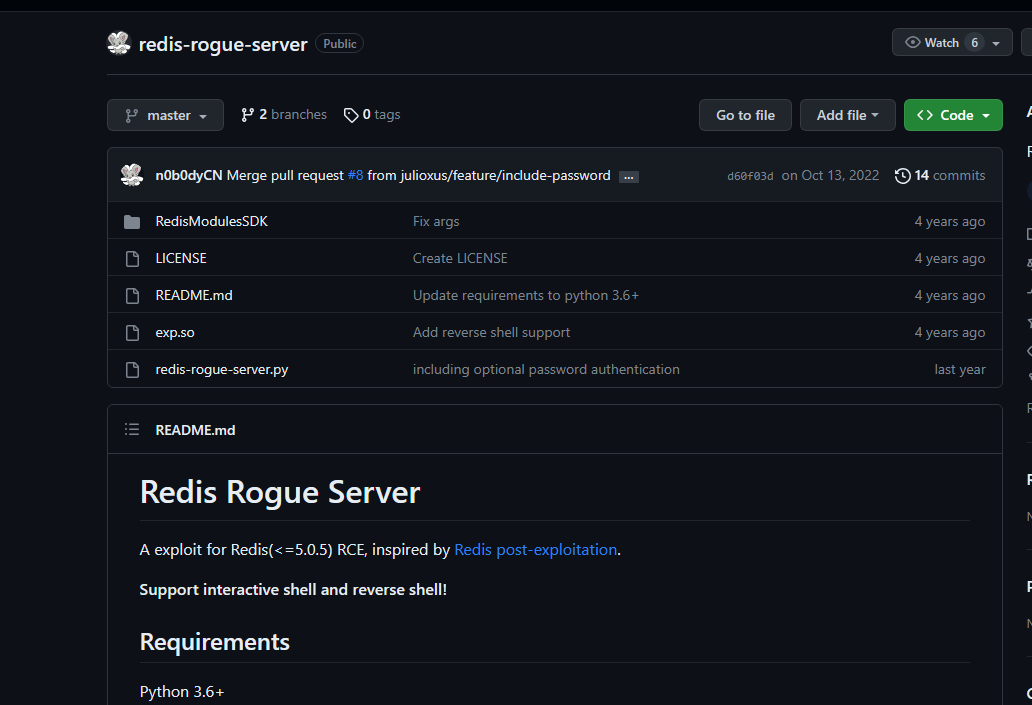 redis-rogue-server Public Watch 6
master 2 branches 0 tags Go to file Add file Code
n0b0dyCN Merge pull request #8 from julioxus/feature/include-password ... d60f03d on Oct 13, 2022 14 commits
RedisModulesSDK Fix args 4 years ago
LICENSE Create LICENSE 4 years ago
README.md Update requirements to python 3.6+ 4 years ago
exp.so Add reverse shell support 4 years ago
redis-rogue-server.py including optional password authentication last year
README.md
Redis Rogue Server
A exploit for Redis(<=5.0.5) RCE, inspired by Redis post-exploitation.
Support interactive shell and reverse shell!
Requirements
Python 3.6+